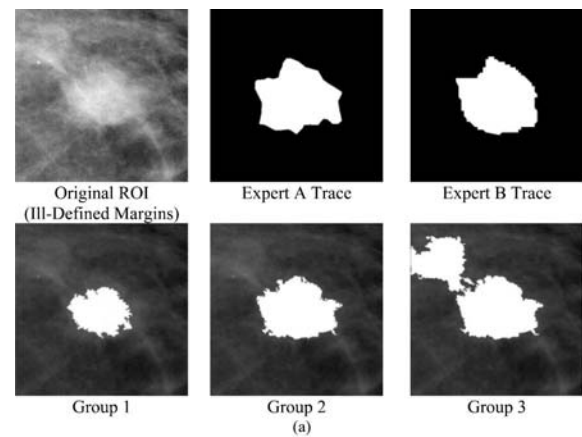 Original ROI
(Ill-Defined Margins)
Expert A Trace
Expert B Trace
Group 1
Group 2
Group 3
(a)